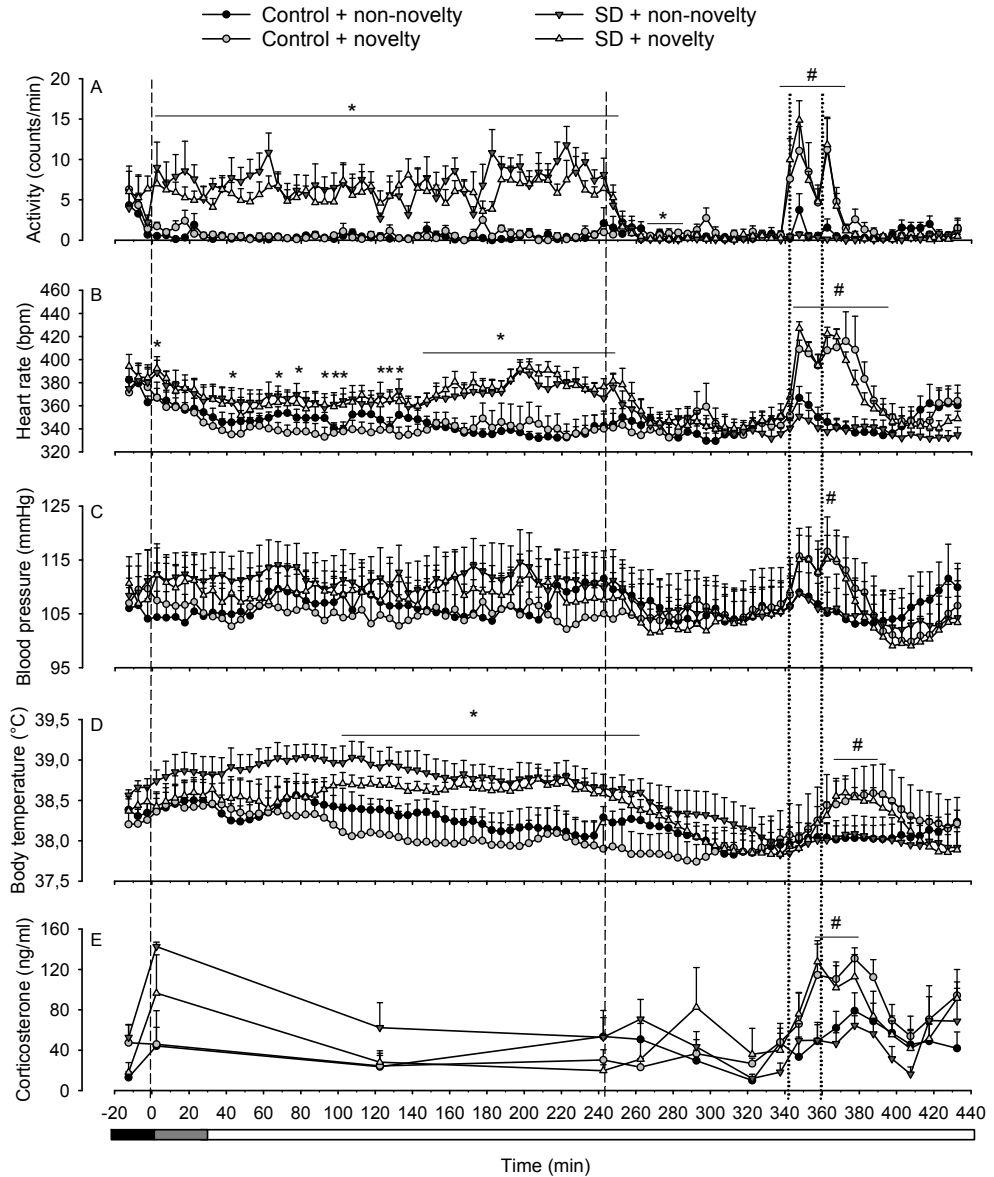 Control + non-novelty SD + non-novelty
Control + novelty SD + novelty
A
#
*
*
Activity (counts/min)
20
15
10
5
0
B
#
*
* * * *** ***
Heart rate (bpm)
460
440
420
400
380
360
340
320
C
#
Blood pressure (mmHg)
125
115
105
95
D
*
#
Body temperature (°C)
39,5
39,0
38,5
38,0
37,5
E
#
Corticosterone (ng/ml)
160
120
80
40
0
-20 0 20 40 60 80 100 120 140 160 180 200 220 240 260 280 300 320 340 360 380 400 420 440
Time (min)